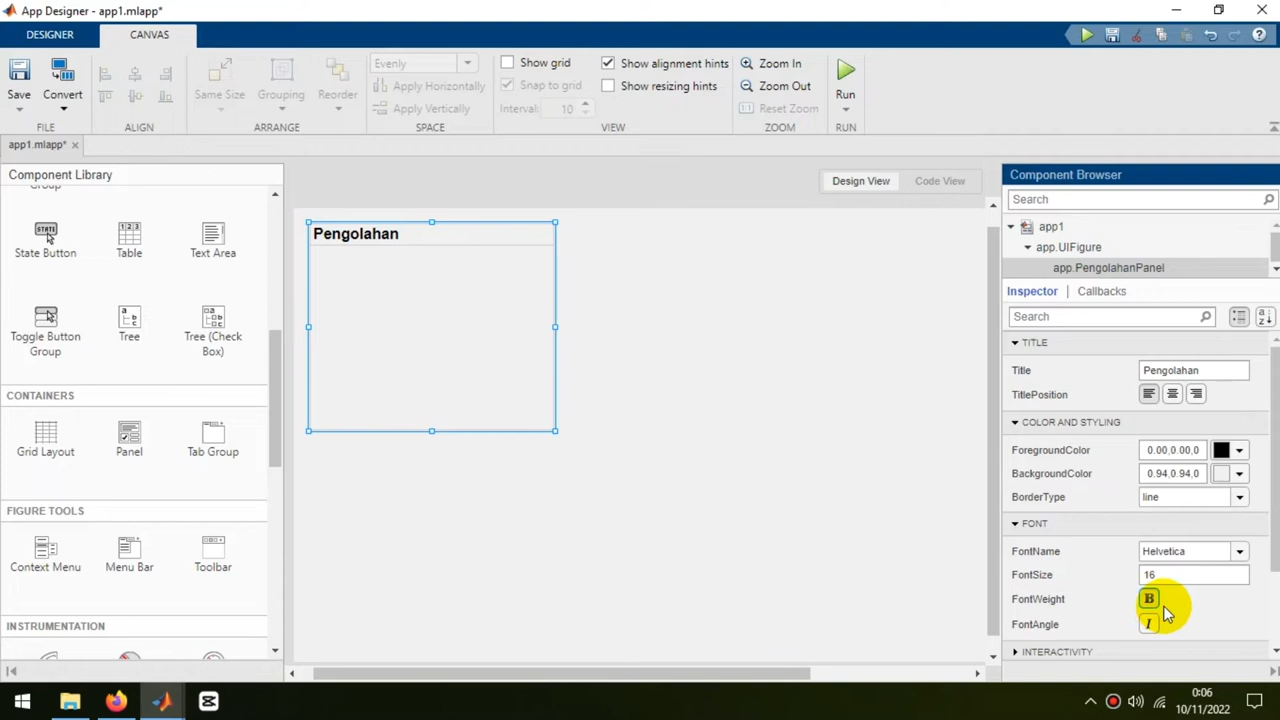 App Designer - app1.mlapp*
DESIGNER
CANVAS
Save
Convert
FILE
ALIGN
Same Size
Grouping
Reorder
ARRANGE
Evenly
Apply Horizontally
Apply Vertically
SPACE
Show grid
Snap to grid
Interval: 10
Show alignment hints
Show resizing hints
VIEW
Zoom In
Zoom Out
Reset Zoom
ZOOM
Run
RUN
app1.mlapp*
Component Library
Group
STATE
State Button
1 2 3
Table
Text Area
Toggle Button
Group
Tree
Tree (Check
Box)
CONTAINERS
Grid Layout
Panel
Tab Group
FIGURE TOOLS
Context Menu
Menu Bar
Toolbar
INSTRUMENTATION
Design View
Code View
Pengolahan
Component Browser
Search
app1
app.UIFigure
app.PengolahanPanel
Inspector
Callbacks
Search
TITLE
Title
Pengolahan
TitlePosition
COLOR AND STYLING
ForegroundColor
0.00,0.00,0
BackgroundColor
0.94,0.94,0
BorderType
line
FONT
FontName
Helvetica
FontSize
16
FontWeight
B
FontAngle
I
INTERACTIVITY
0:06
10/11/2022